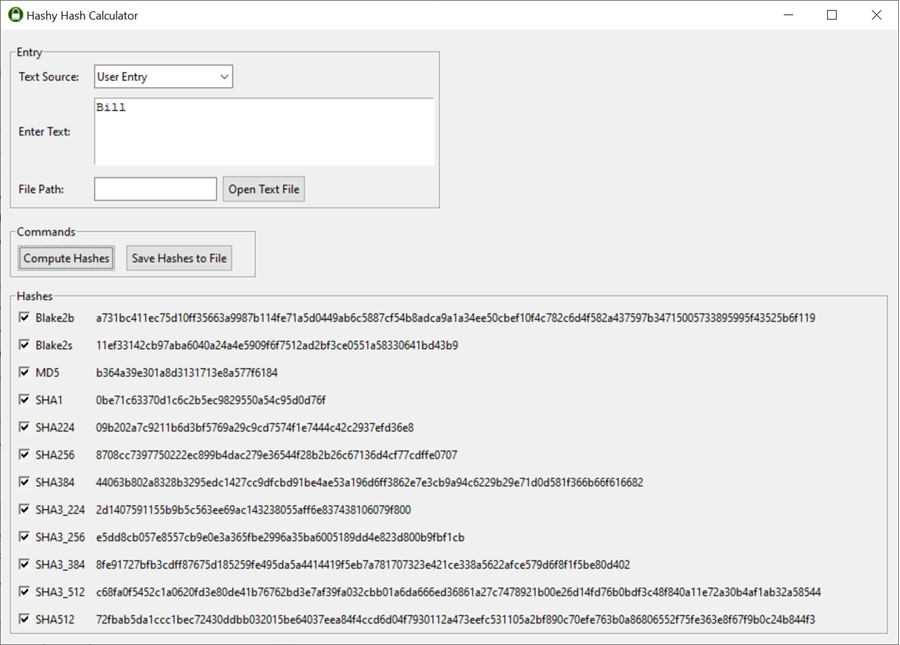 Hashy Hash Calculator
Entry
Text Source: User Entry
Enter Text: Bill
File Path: Open Text File
Commands
Compute Hashes Save Hashes to File
Hashes
Blake2b a731bc411ec75d10ff35663a9987b114fe71a5d0449ab6c5887cf54b8adca9a1a34ee50cbef10f4c782c6d4f582a437597b34715005733895995f43525b6f119
Blake2s 11ef33142cb97aba6040a24a4e5909f6f7512ad2bf3ce0551a58330641bd43b9
MD5 b364a39e301a8d3131713e8a577f6184
SHA1 0be71c63370d1c6c2b5ec9829550a54c95d0d76f
SHA224 09b202a7c9211b6d3bf5769a29c9cd7574f1e7444c42c2937efd36e8
SHA256 8708cc7397750222ec899b4dac279e36544f28b2b26c67136d4cf77cdffe0707
SHA384 44063b802a8328b3295edc1427cc9dfcbd91be4ae53a196d6ff3862e7e3cb9a94c6229b29e71d0d581f366b66f616682
SHA3_224 2d1407591155b9b5c563ee69ac143238055aff6e837438106079f800
SHA3_256 e5dd8cb057e8557cb9e0e3a365fbe2996a35ba6005189dd4e823d800b9fbf1cb
SHA3_384 8fe91727bfb3cdff87675d185259fe495da5a4414419f5eb7a781707323e421ce338a5622afce579d6f8f1f5be80d402
SHA3_512 c68fa0f5452c1a0620fd3e80de41b76762bd3e7af39fa032cbb01a6da666ed36861a27c7478921b00e26d14fd76b0bdf3c48f840a11e72a30b4af1ab32a58544
SHA512 72fbab5da1ccc1bec72430ddbb032015be64037eea84f4ccd6d04f7930112a473eefc531105a2bf890c70efe763b0a86806552f75fe363e8f67f9b0c24b844f3